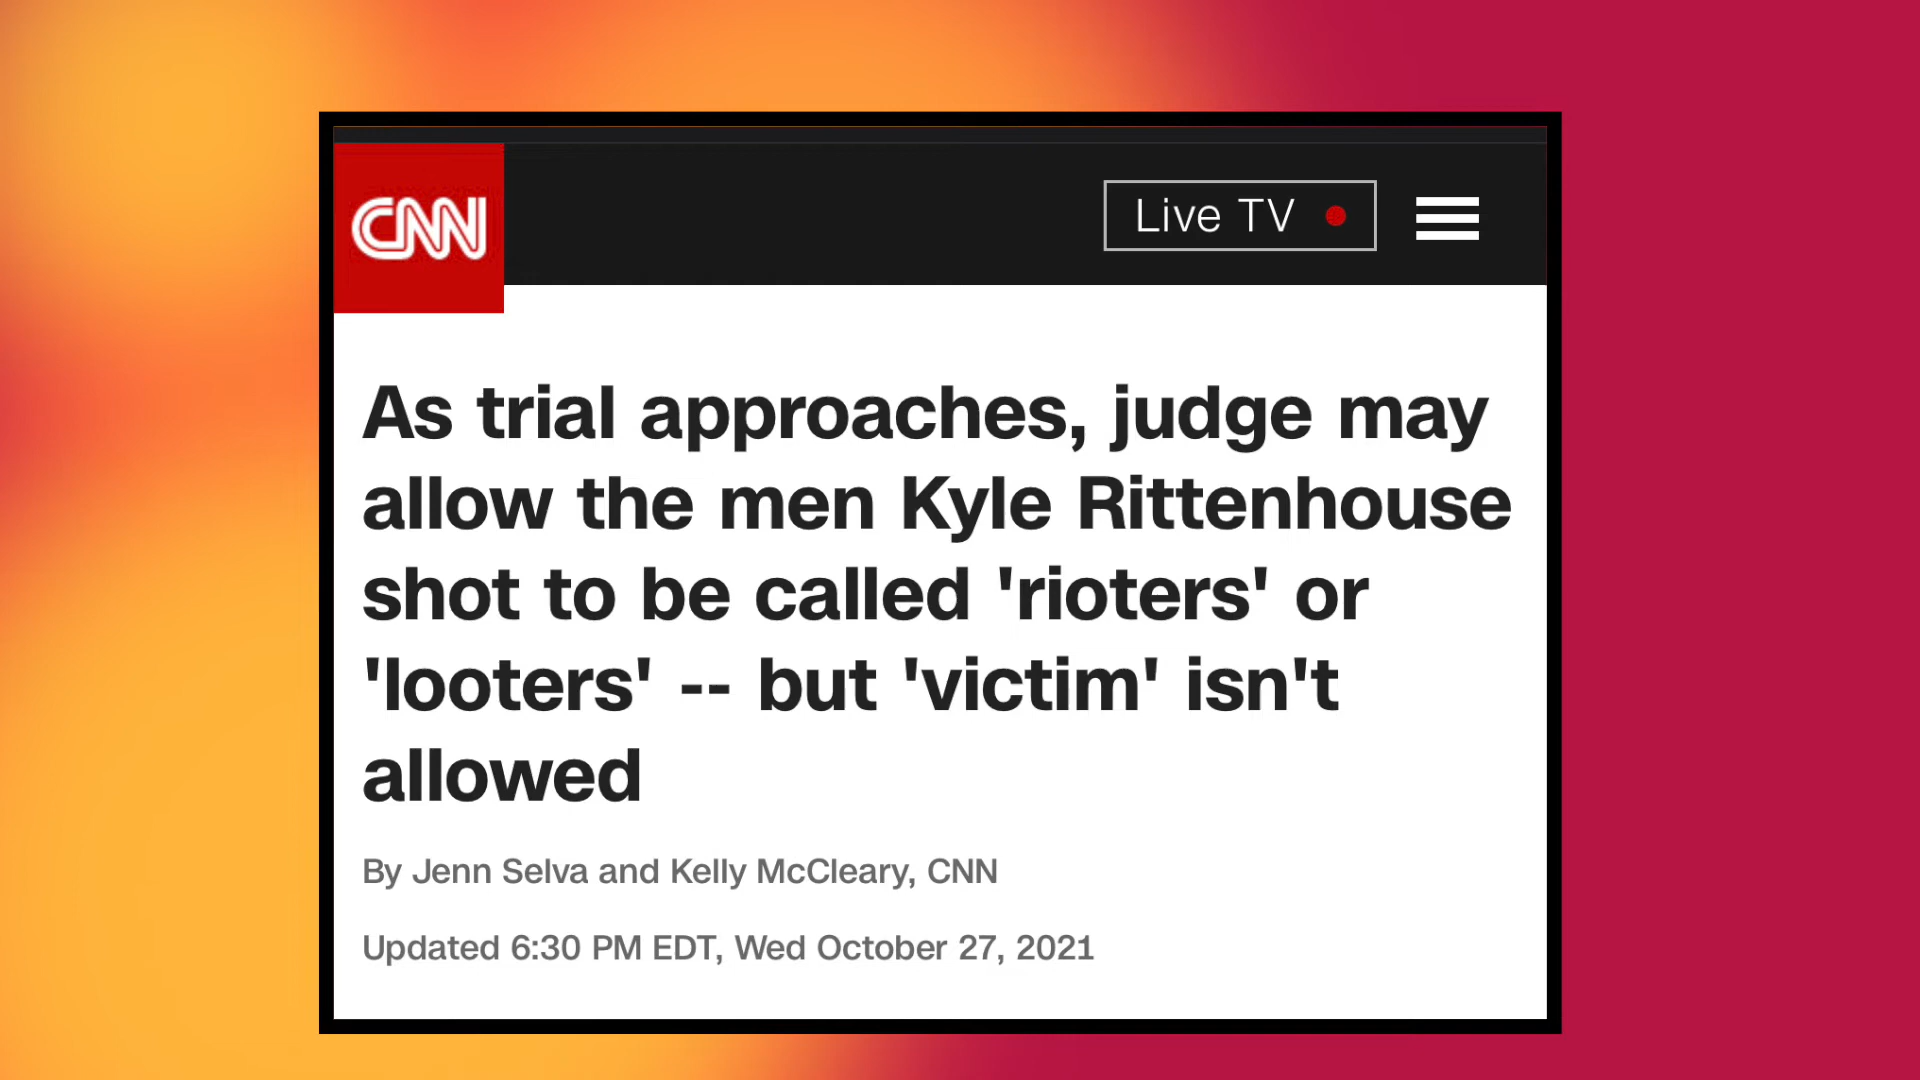 CNN
Live TV
As trial approaches, judge may
allow the men Kyle Rittenhouse
shot to be called 'rioters' or
'looters' -- but 'victim' isn't
allowed
By Jenn Selva and Kelly McCleary, CNN
Updated 6:30 PM EDT, Wed October 27, 2021